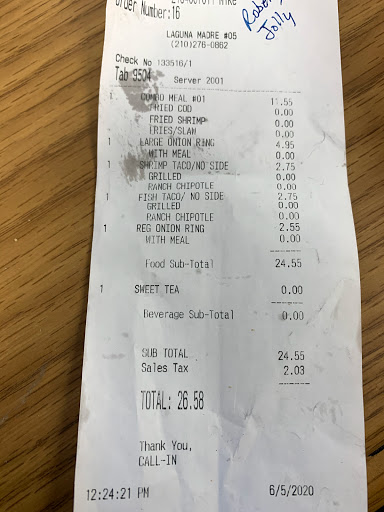 Order Number:16
Robert
Jolly
LAGUNA MADRE #05
(210)276-0862
Check No 133516/1
Tab 9504 Server 2001
COMBO MEAL #01 11.55
FRIED COD 0.00
FRIED SHRIMP 0.00
FRIES/SLAW 0.00
1 LARGE ONION RING 4.95
WITH MEAL 0.00
1 SHRIMP TACO/NO SIDE 2.75
GRILLED 0.00
RANCH CHIPOTLE 0.00
1 FISH TACO/ NO SIDE 2.75
GRILLED 0.00
RANCH CHIPOTLE 0.00
1 REG ONION RING 2.55
WITH MEAL 0.00
Food Sub-Total 24.55
1 SWEET TEA 0.00
Beverage Sub-Total 0.00
SUB TOTAL 24.55
Sales Tax 2.03
TOTAL: 26.58
Thank You,
CALL-IN
12:24:21 PM 6/5/2020